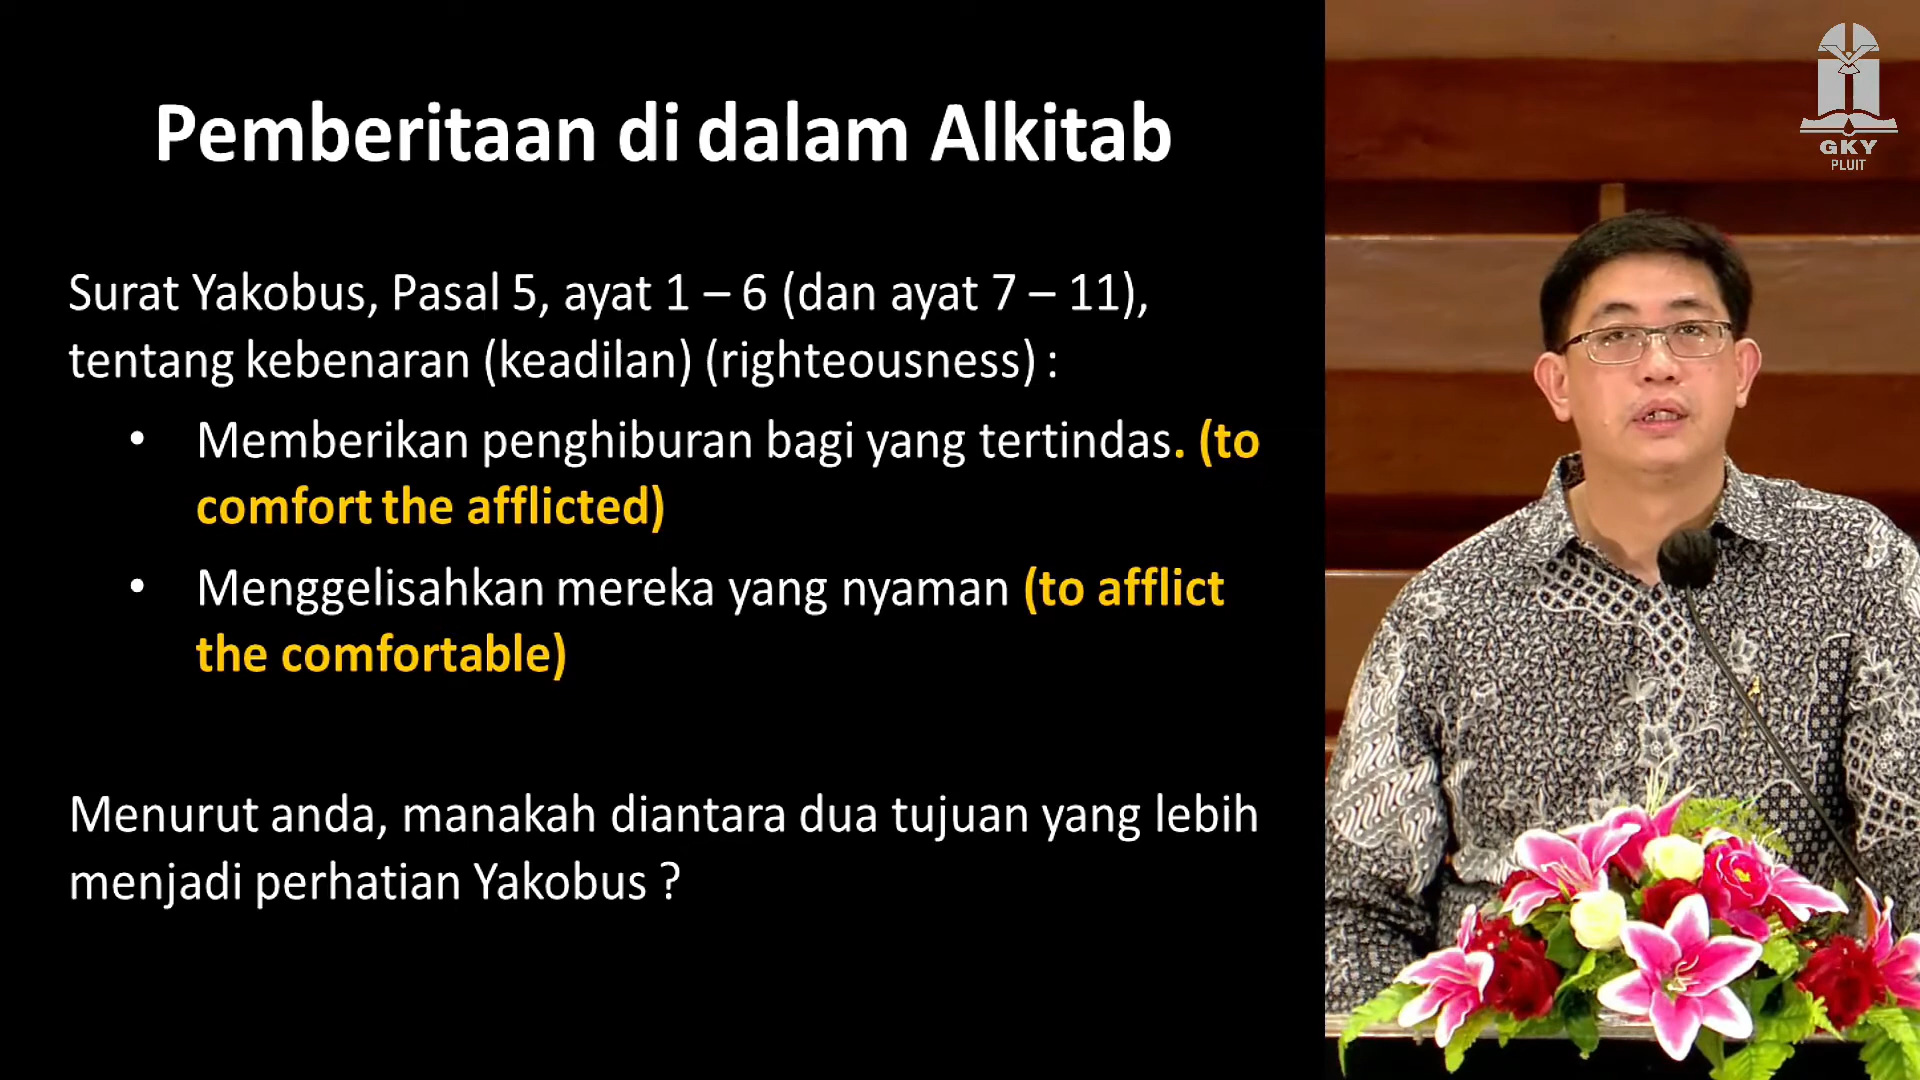 Pemberitaan di dalam Alkitab
Surat Yakobus, Pasal 5, ayat 1 – 6 (dan ayat 7 – 11),
tentang kebenaran (keadilan) (righteousness) :
• Memberikan penghiburan bagi yang tertindas. (to
comfort the afflicted)
• Menggelisahkan mereka yang nyaman (to afflict
the comfortable)
Menurut anda, manakah diantara dua tujuan yang lebih
menjadi perhatian Yakobus ?
GKY
PLUIT